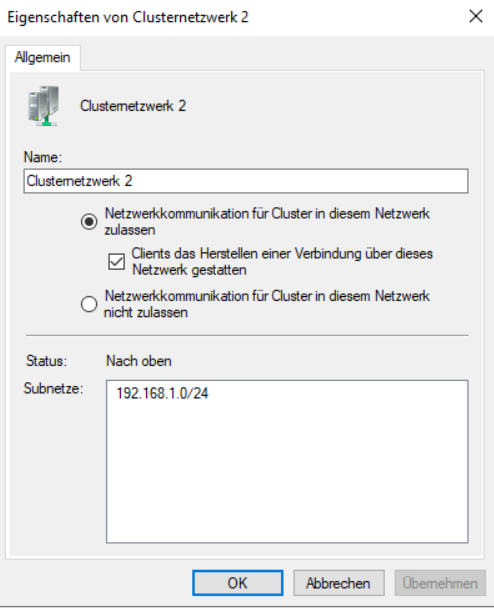 Eigenschaften von Clusternetzwerk 2
Allgemein
Clusternetzwerk 2
Name:
Clusternetzwerk 2
Netzwerkkommunikation für Cluster in diesem Netzwerk
zulassen
Clients das Herstellen einer Verbindung über dieses
Netzwerk gestatten
Netzwerkkommunikation für Cluster in diesem Netzwerk
nicht zulassen
Status: Nach oben
Subnetze: 192.168.1.0/24
OK Abbrechen Übernehmen